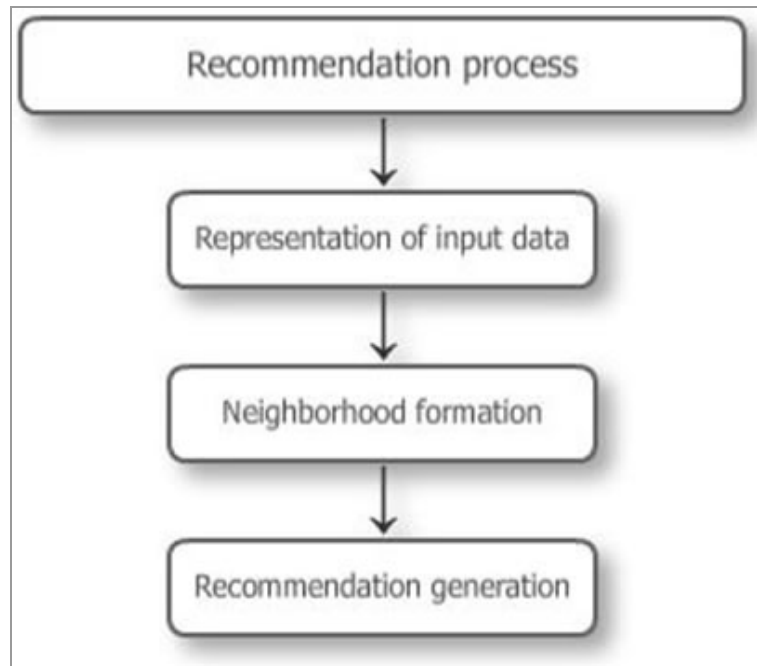 Recommendation process
Representation of input data
Neighborhood formation
Recommendation generation